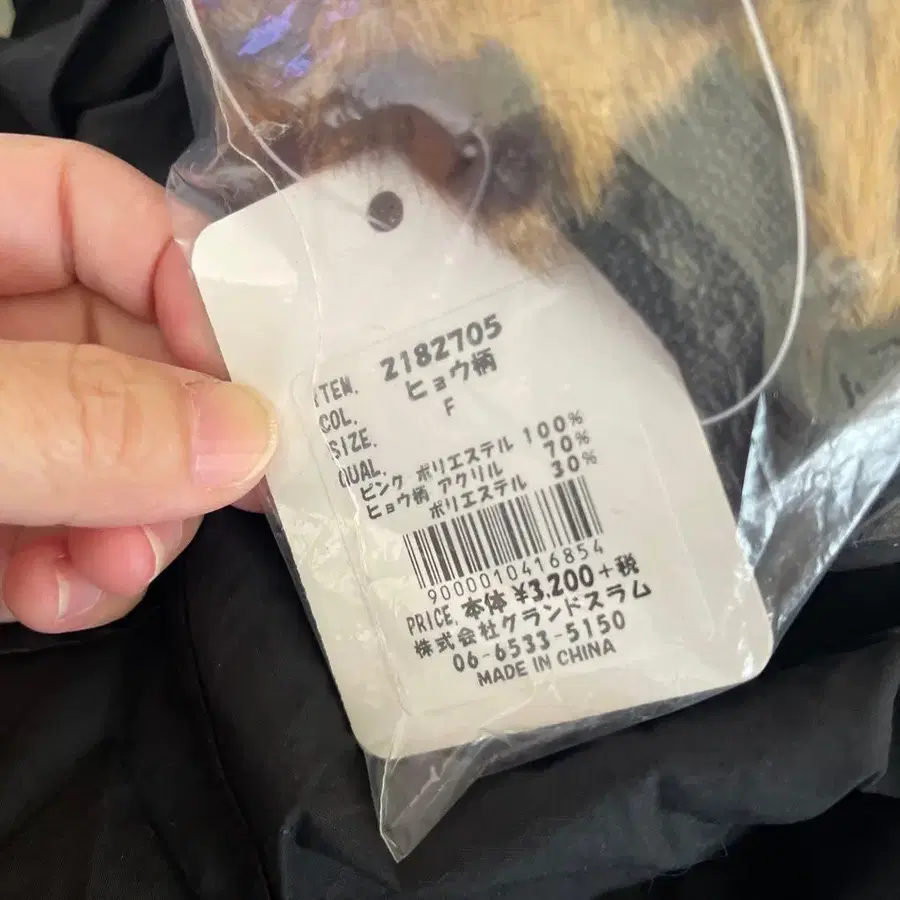 ITEM. 2182705
COL. ヒョウ柄
SIZE. F
QUAL.
ピンク ポリエステル 100%
ヒョウ柄 アクリル 70%
ポリエステル 30%
9000010416854
PRICE. 本体 ¥3,200+税
株式会社グランドスラム
06-6533-5150
MADE IN CHINA